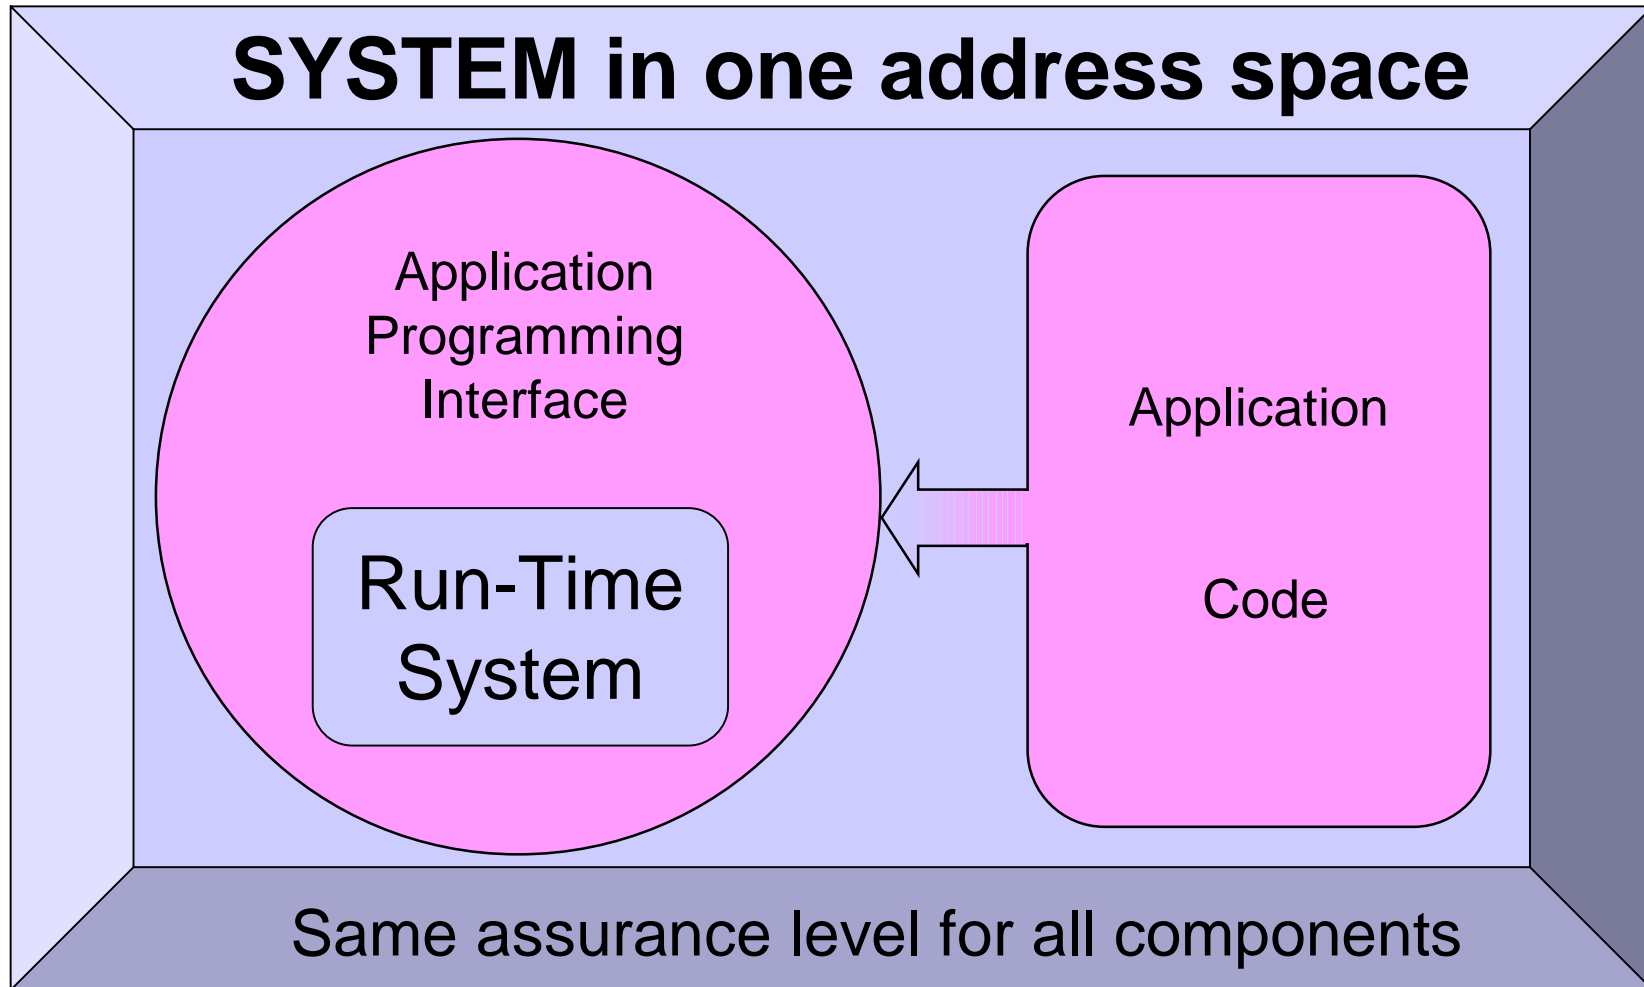 SYSTEM in one address space
Application
Programming
Interface
Run-Time
System
Application
Code
Same assurance level for all components